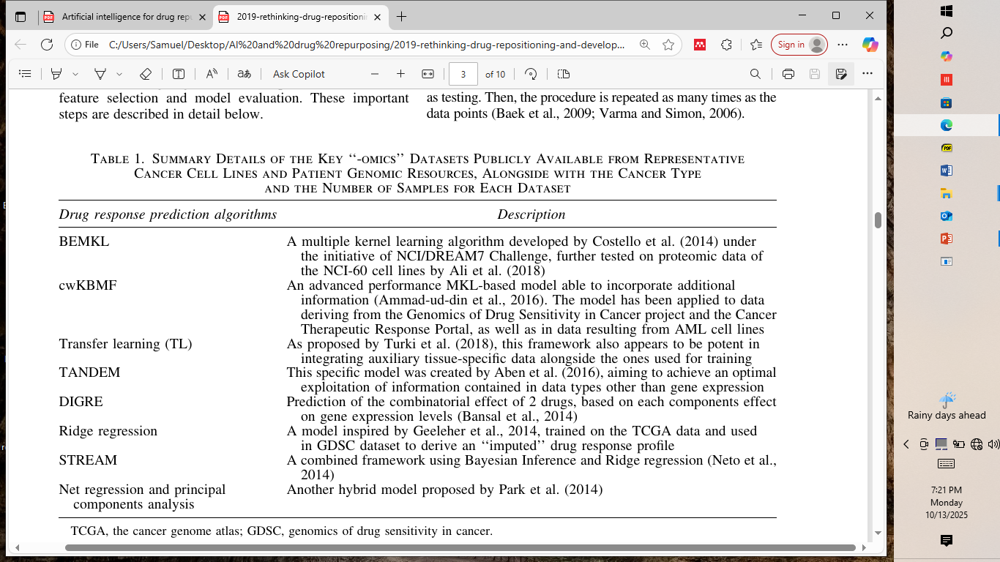 Artificial intelligence for drug rep
2019-rethinking-drug-repositionin
File
C:/Users/Samuel/Desktop/AI%20and%20drug%20repurposing/2019-rethinking-drug-repositioning-and-develop...
Sign in
Ask Copilot
3
of 10
feature selection and model evaluation. These important
steps are described in detail below.
as testing. Then, the procedure is repeated as many times as the
data points (Baek et al., 2009; Varma and Simon, 2006).
Table 1. Summary Details of the Key ‘‘-omics’’ Datasets Publicly Available from Representative
Cancer Cell Lines and Patient Genomic Resources, Alongside with the Cancer Type
and the Number of Samples for Each Dataset
Drug response prediction algorithms
Description
BEMKL
A multiple kernel learning algorithm developed by Costello et al. (2014) under
the initiative of NCI/DREAM7 Challenge, further tested on proteomic data of
the NCI-60 cell lines by Ali et al. (2018)
cwKBMF
An advanced performance MKL-based model able to incorporate additional
information (Ammad-ud-din et al., 2016). The model has been applied to data
deriving from the Genomics of Drug Sensitivity in Cancer project and the Cancer
Therapeutic Response Portal, as well as in data resulting from AML cell lines
Transfer learning (TL)
As proposed by Turki et al. (2018), this framework also appears to be potent in
integrating auxiliary tissue-specific data alongside the ones used for training
TANDEM
This specific model was created by Aben et al. (2016), aiming to achieve an optimal
exploitation of information contained in data types other than gene expression
DIGRE
Prediction of the combinatorial effect of 2 drugs, based on each components effect
on gene expression levels (Bansal et al., 2014)
Ridge regression
A model inspired by Geeleher et al., 2014, trained on the TCGA data and used
in GDSC dataset to derive an ‘‘imputed’’ drug response profile
STREAM
A combined framework using Bayesian Inference and Ridge regression (Neto et al.,
2014)
Net regression and principal
components analysis
Another hybrid model proposed by Park et al. (2014)
TCGA, the cancer genome atlas; GDSC, genomics of drug sensitivity in cancer.
Rainy days ahead
7:21 PM
Monday
10/13/2025